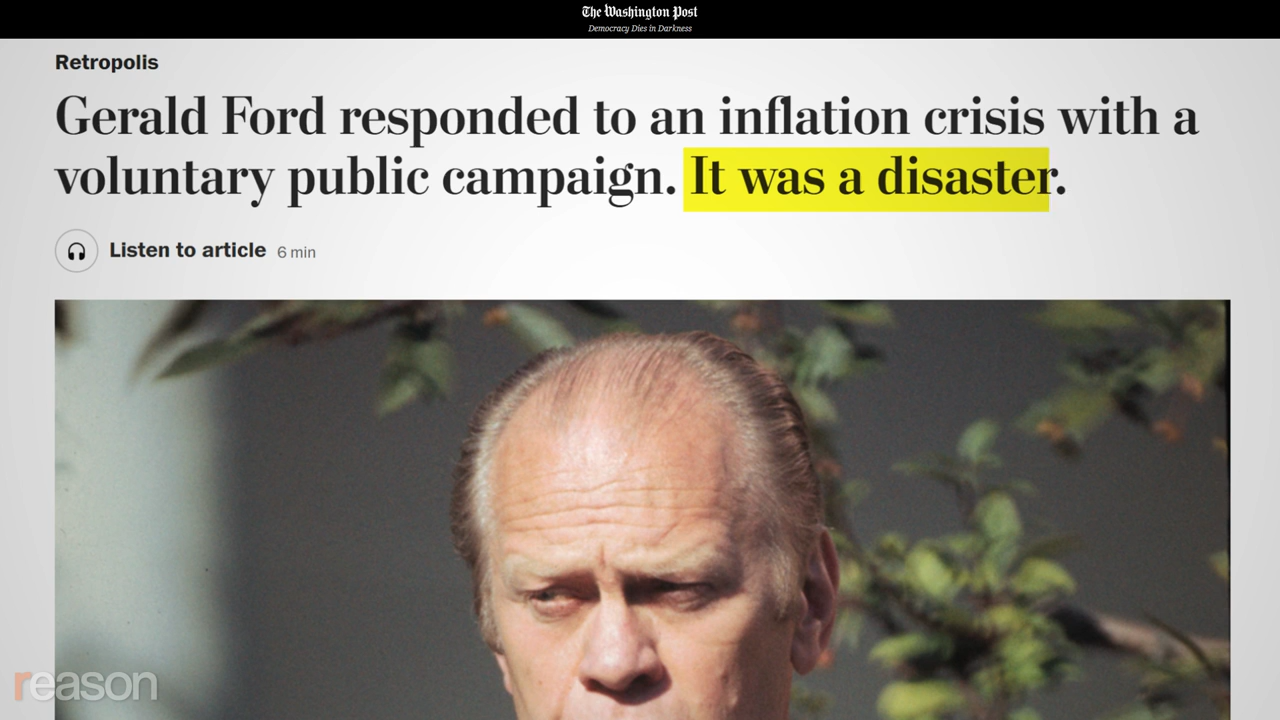 The Washington Post
Democracy Dies in Darkness
Retropolis
Gerald Ford responded to an inflation crisis with a
voluntary public campaign. It was a disaster.
Listen to article 6 min
reason